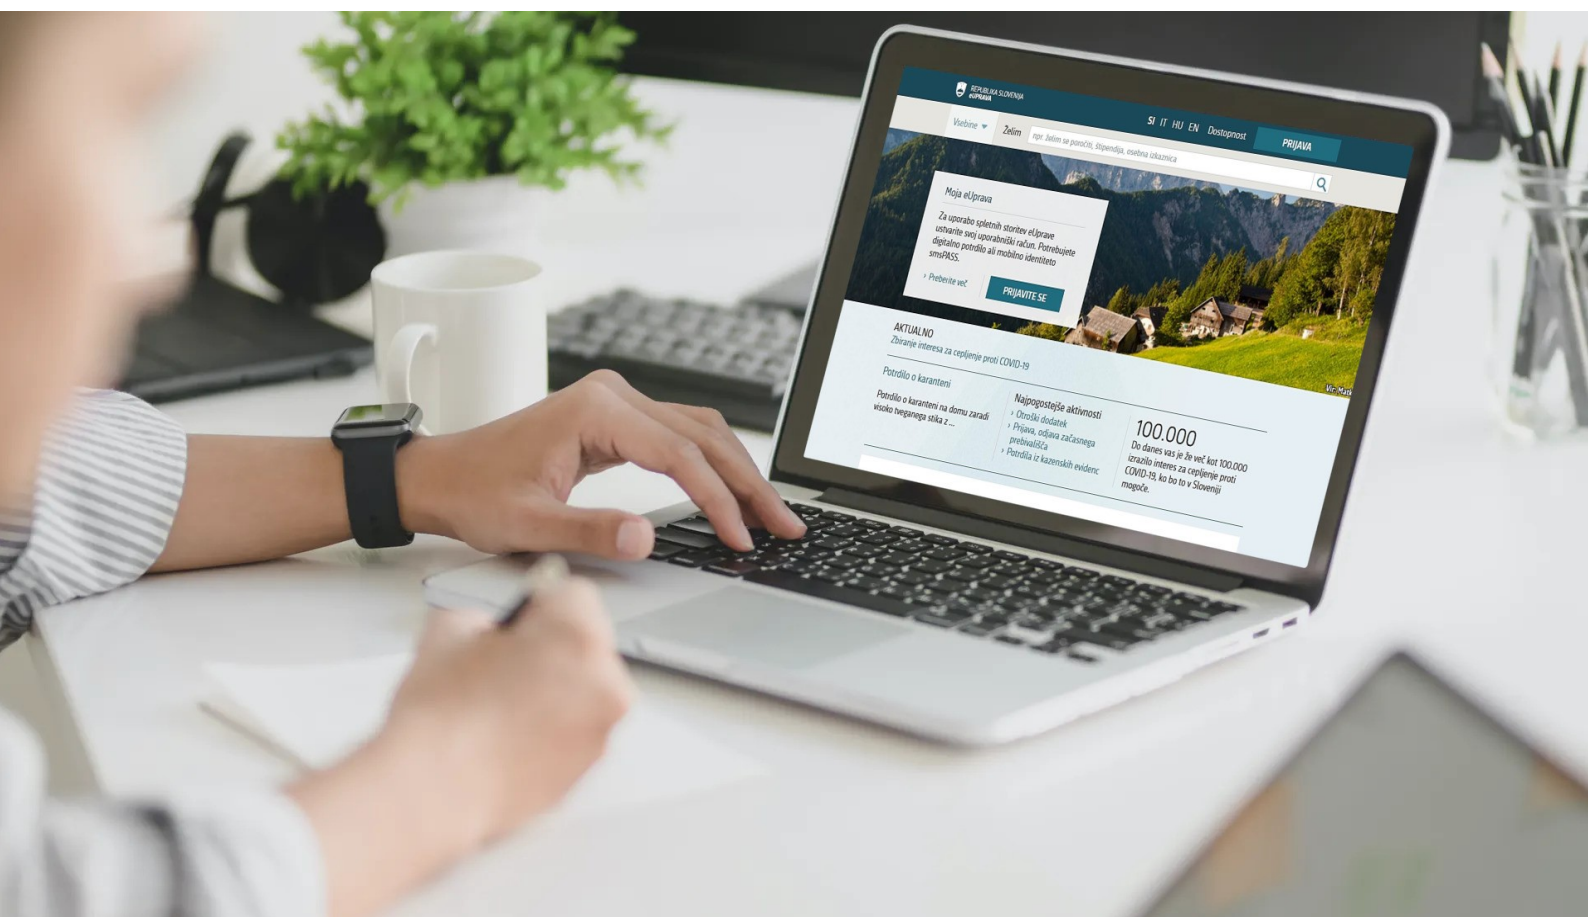 REPUBLIKA SLOVENIJA
eUPRAVA
SI IT HU EN Dostopnost PRIJAVA
Vsebine Želim npr. želim se poročiti, štipendija, osebna izkaznica
Moja eUprava
Za uporabo spletnih storitev eUprave
ustvarite svoj uporabniški račun. Potrebujete
digitalno potrdilo ali mobilno identiteto
smsPASS.
› Preberite več PRIJAVITE SE
Vir: Matk
AKTUALNO
Zbiranje interesa za cepljenje proti COVID-19
Potrdilo o karanteni
Potrdilo o karanteni na domu zaradi
visoko tveganega stika z ...
Najpogostejše aktivnosti
› Otroški dodatek
› Prijava, odjava začasnega
prebivališča
› Potrdila iz kazenskih evidenc
100.000
Do danes vas je že več kot 100.000
izrazilo interes za cepljenje proti
COVID-19, ko bo to v Sloveniji
mogoče.